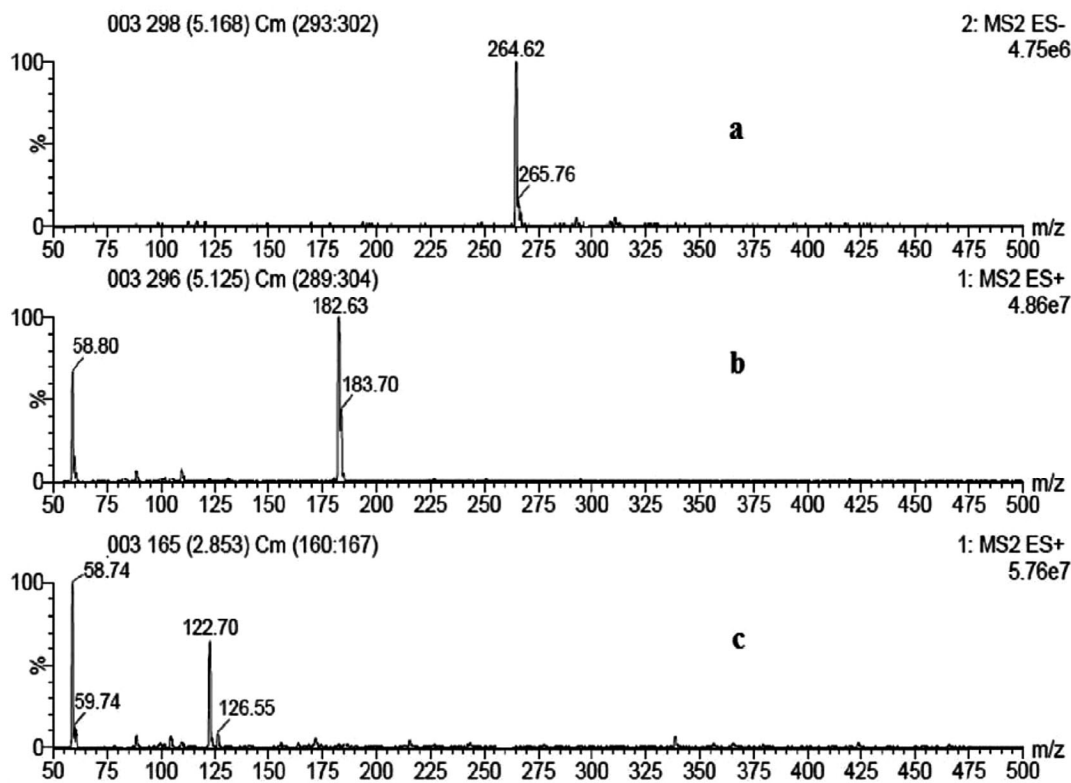 003 298 (5.168) Cm (293:302)
2: MS2 ES-
4.75e6
100
264.62
a
%
265.76
0
50 75 100 125 150 175 200 225 250 275 300 325 350 375 400 425 450 475 500 m/z
003 296 (5.125) Cm (289:304)
1: MS2 ES+
4.86e7
100
182.63
58.80
b
%
183.70
0
50 75 100 125 150 175 200 225 250 275 300 325 350 375 400 425 450 475 500 m/z
003 165 (2.853) Cm (160:167)
1: MS2 ES+
5.76e7
100
58.74
122.70
c
%
59.74
126.55
0
50 75 100 125 150 175 200 225 250 275 300 325 350 375 400 425 450 475 500 m/z